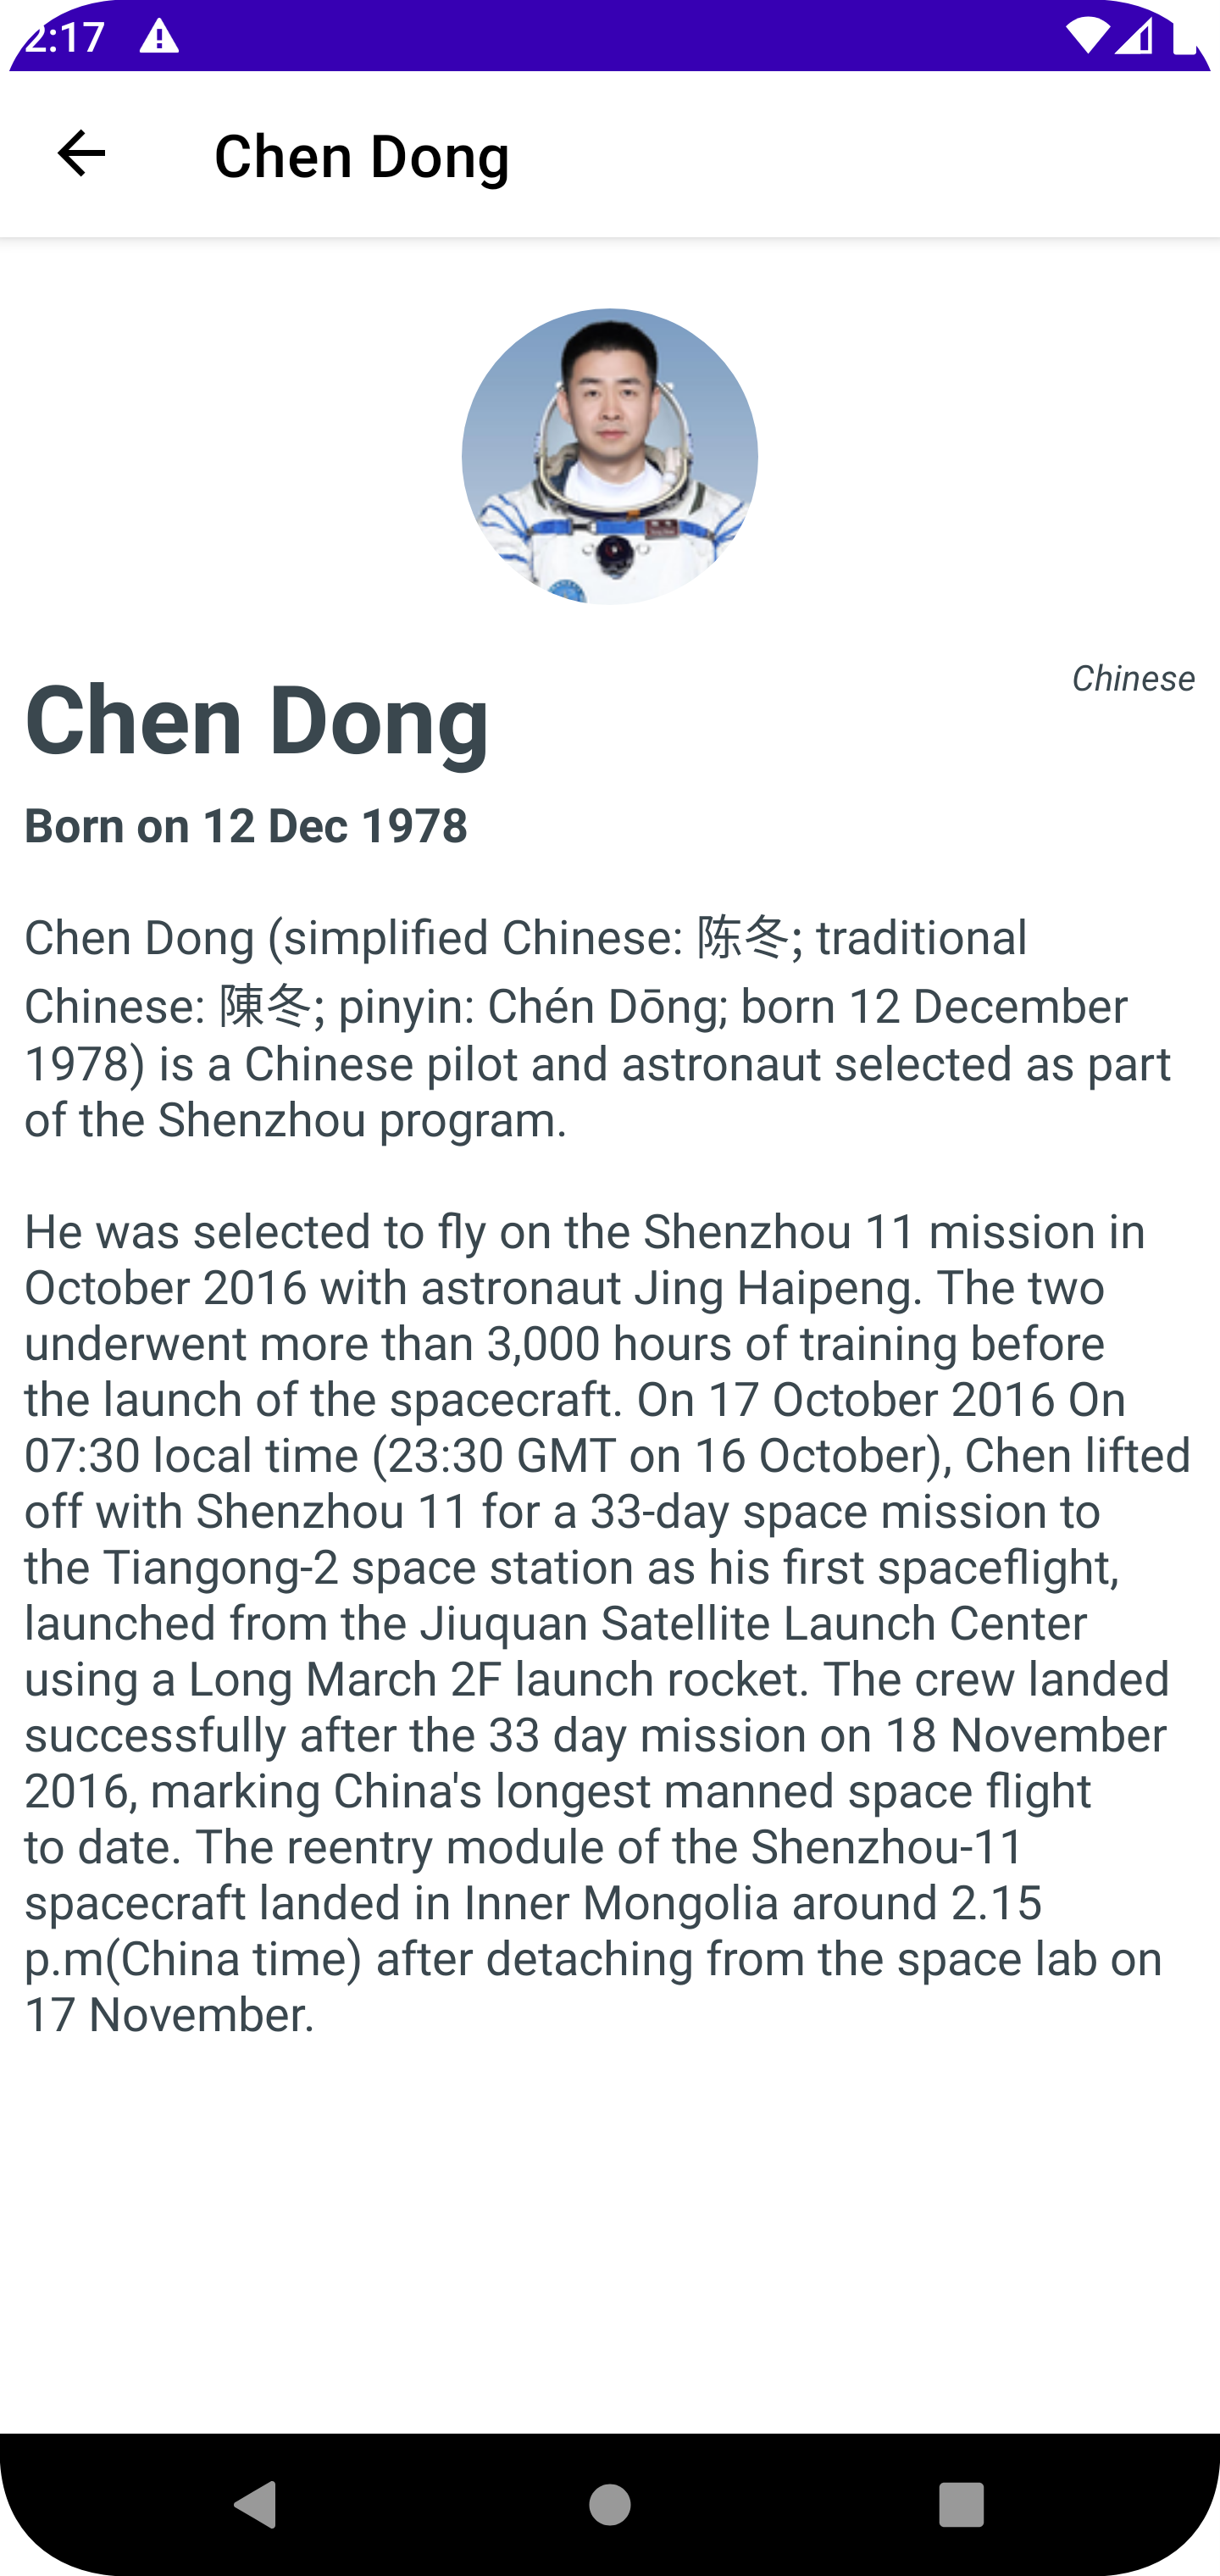 2:17
Chen Dong
Chinese
Chen Dong
Born on 12 Dec 1978
Chen Dong (simplified Chinese: 陈冬; traditional
Chinese: 陳冬; pinyin: Chén Dōng; born 12 December
1978) is a Chinese pilot and astronaut selected as part
of the Shenzhou program.
He was selected to fly on the Shenzhou 11 mission in
October 2016 with astronaut Jing Haipeng. The two
underwent more than 3,000 hours of training before
the launch of the spacecraft. On 17 October 2016 On
07:30 local time (23:30 GMT on 16 October), Chen lifted
off with Shenzhou 11 for a 33-day space mission to
the Tiangong-2 space station as his first spaceflight,
launched from the Jiuquan Satellite Launch Center
using a Long March 2F launch rocket. The crew landed
successfully after the 33 day mission on 18 November
2016, marking China's longest manned space flight
to date. The reentry module of the Shenzhou-11
spacecraft landed in Inner Mongolia around 2.15
p.m(China time) after detaching from the space lab on
17 November.